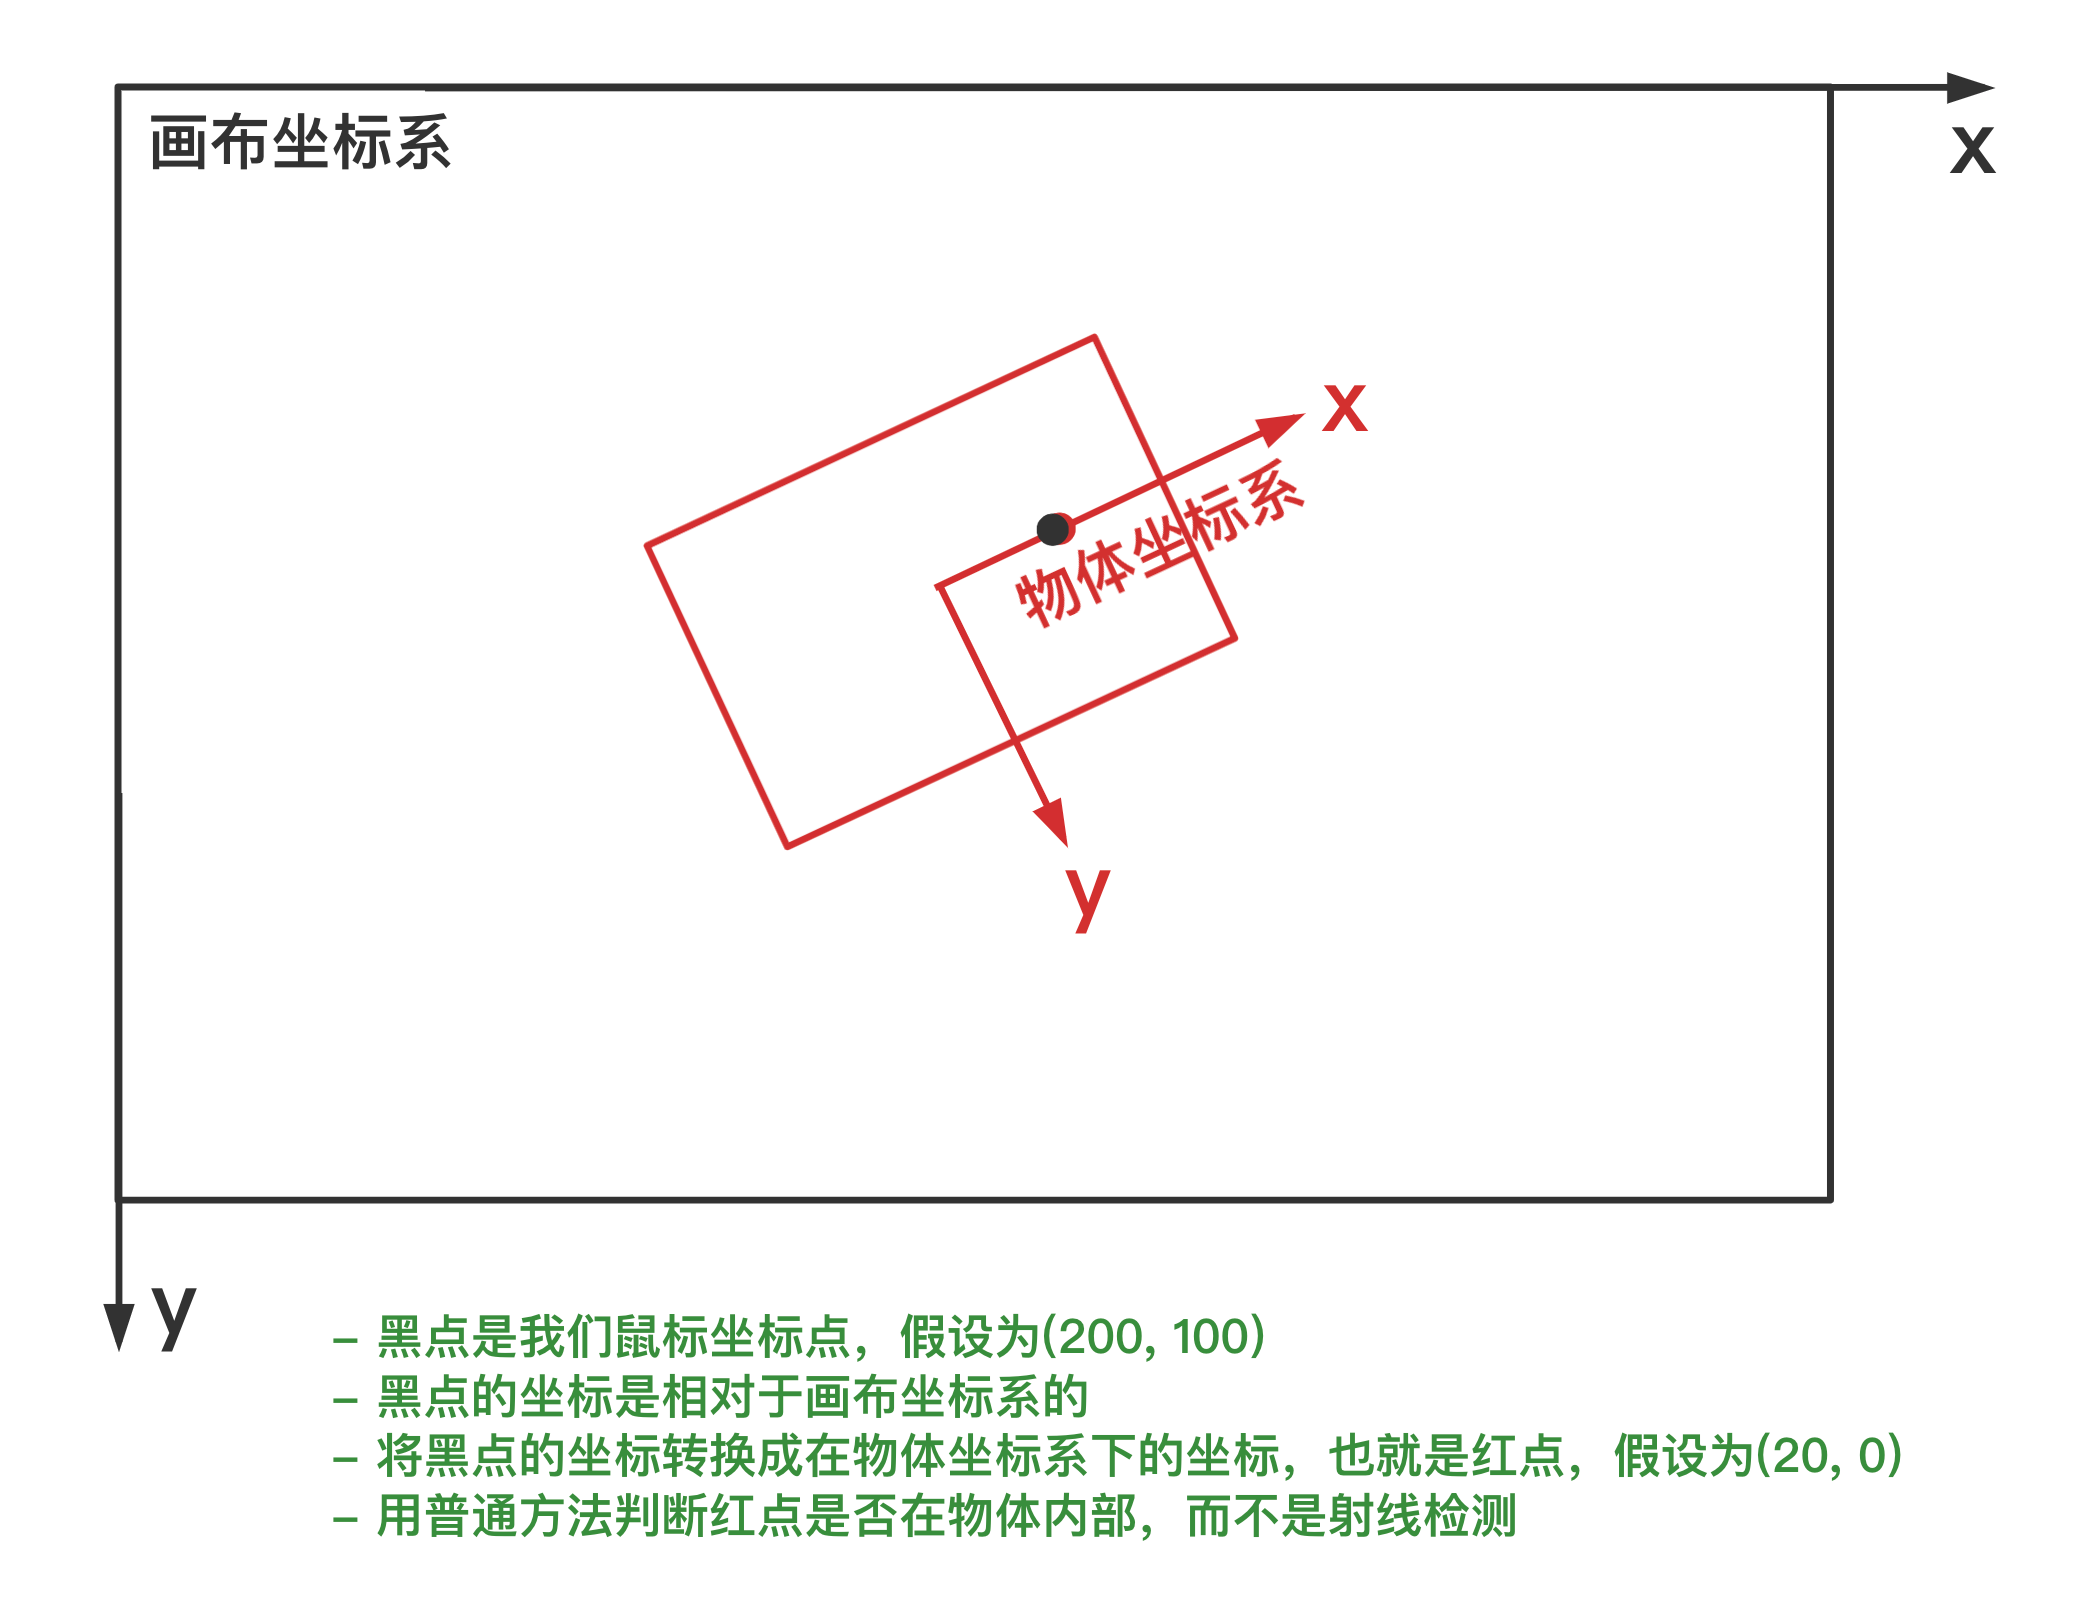 画布坐标系
x
x
物体坐标系
y
y
– 黑点是我们鼠标坐标点，假设为(200, 100)
– 黑点的坐标是相对于画布坐标系的
– 将黑点的坐标转换成在物体坐标系下的坐标，也就是红点，假设为(20, 0)
– 用普通方法判断红点是否在物体内部，而不是射线检测